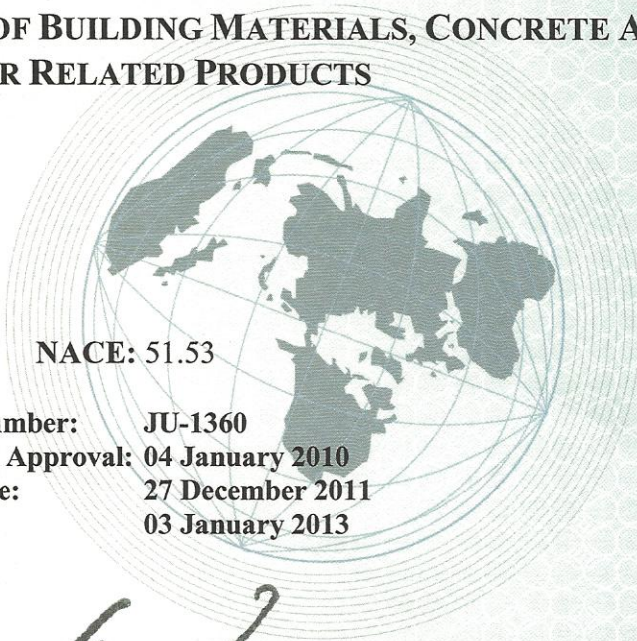 OF BUILDING MATERIALS, CONCRETE A
R RELATED PRODUCTS
NACE: 51.53
mber: JU-1360
Approval: 04 January 2010
e: 27 December 2011
03 January 2013